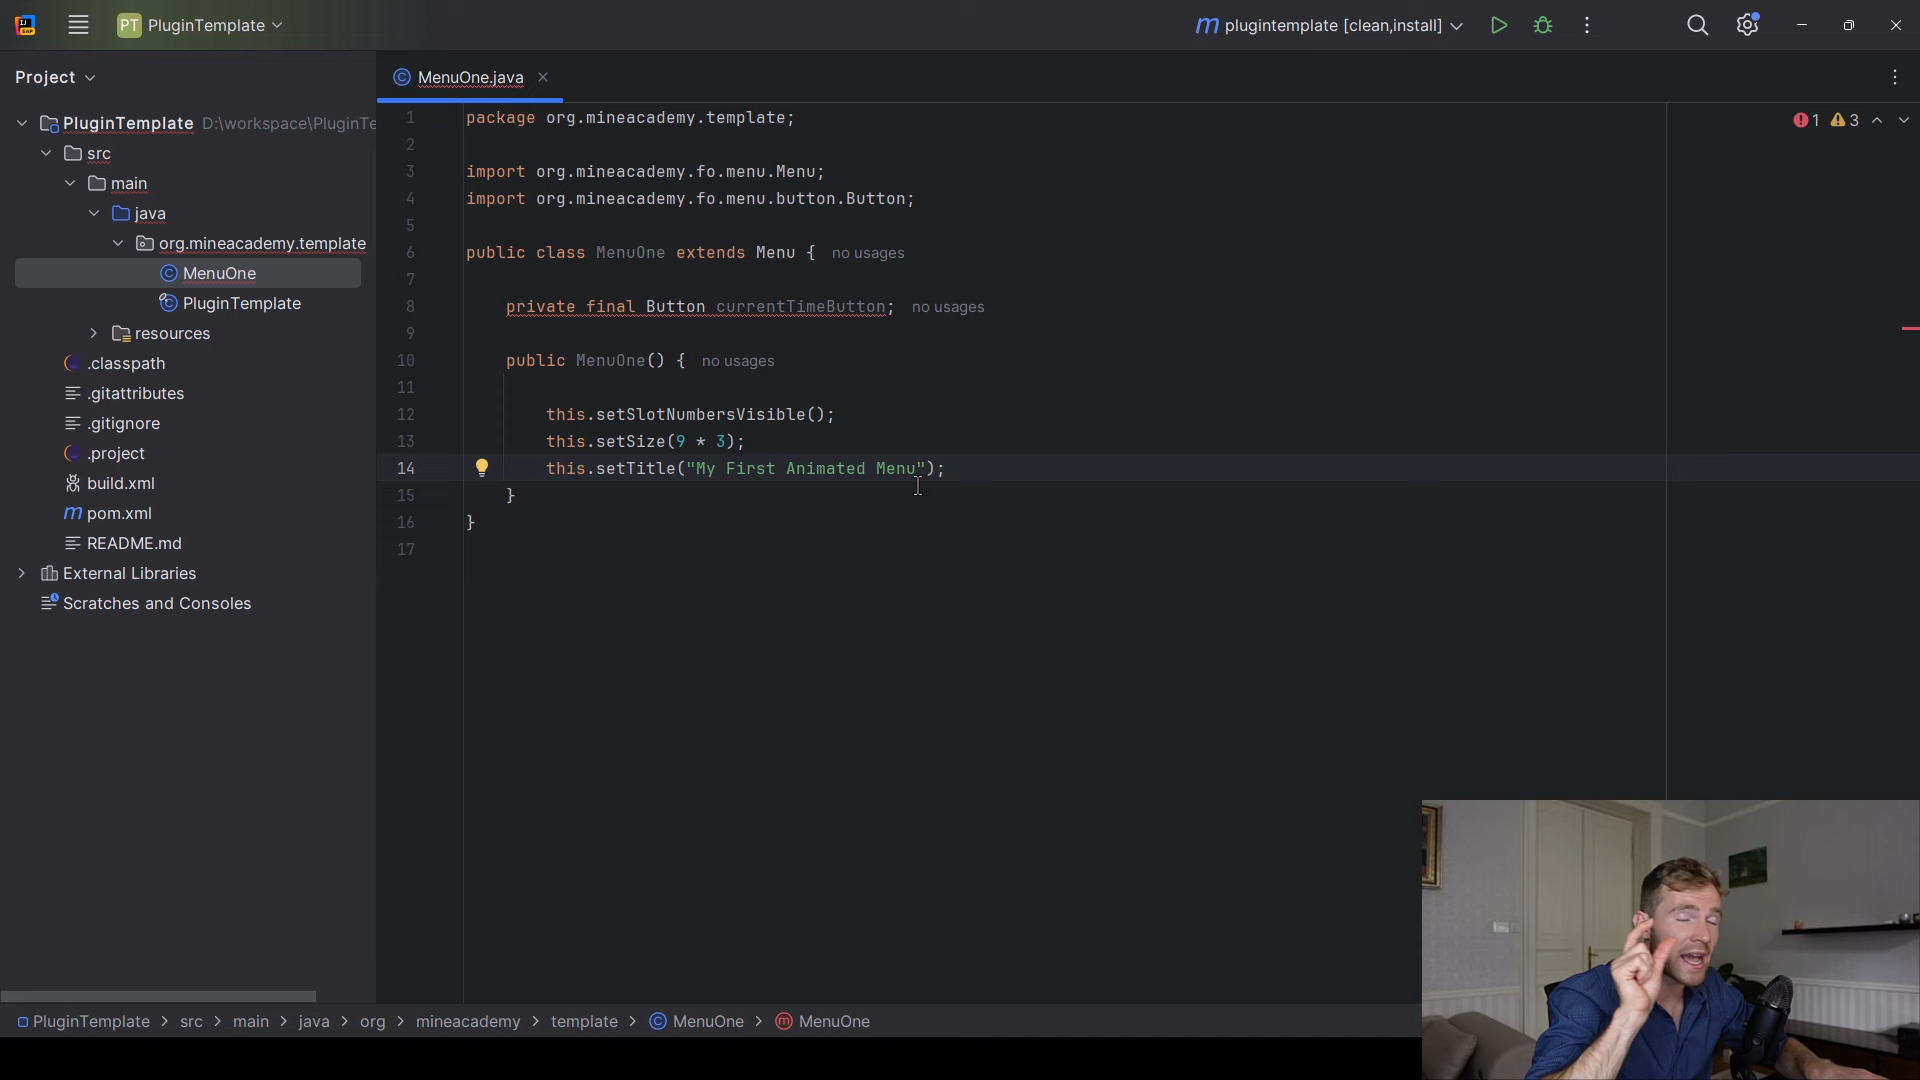 PT PluginTemplate
plugintemplate [clean,install]
Project
MenuOne.java
PluginTemplate D:\workspace\PluginTe
src
main
java
org.mineacademy.template
MenuOne
PluginTemplate
resources
.classpath
.gitattributes
.gitignore
.project
build.xml
pom.xml
README.md
External Libraries
Scratches and Consoles
1 3
1 package org.mineacademy.template;
2
3 import org.mineacademy.fo.menu.Menu;
4 import org.mineacademy.fo.menu.button.Button;
5
6 public class MenuOne extends Menu { no usages
7
8 private final Button currentTimeButton; no usages
9
10 public MenuOne() { no usages
11
12 this.setSlotNumbersVisible();
13 this.setSize(9 * 3);
14 this.setTitle("My First Animated Menu");
15 }
16 }
17
PluginTemplate > src > main > java > org > mineacademy > template > MenuOne > MenuOne